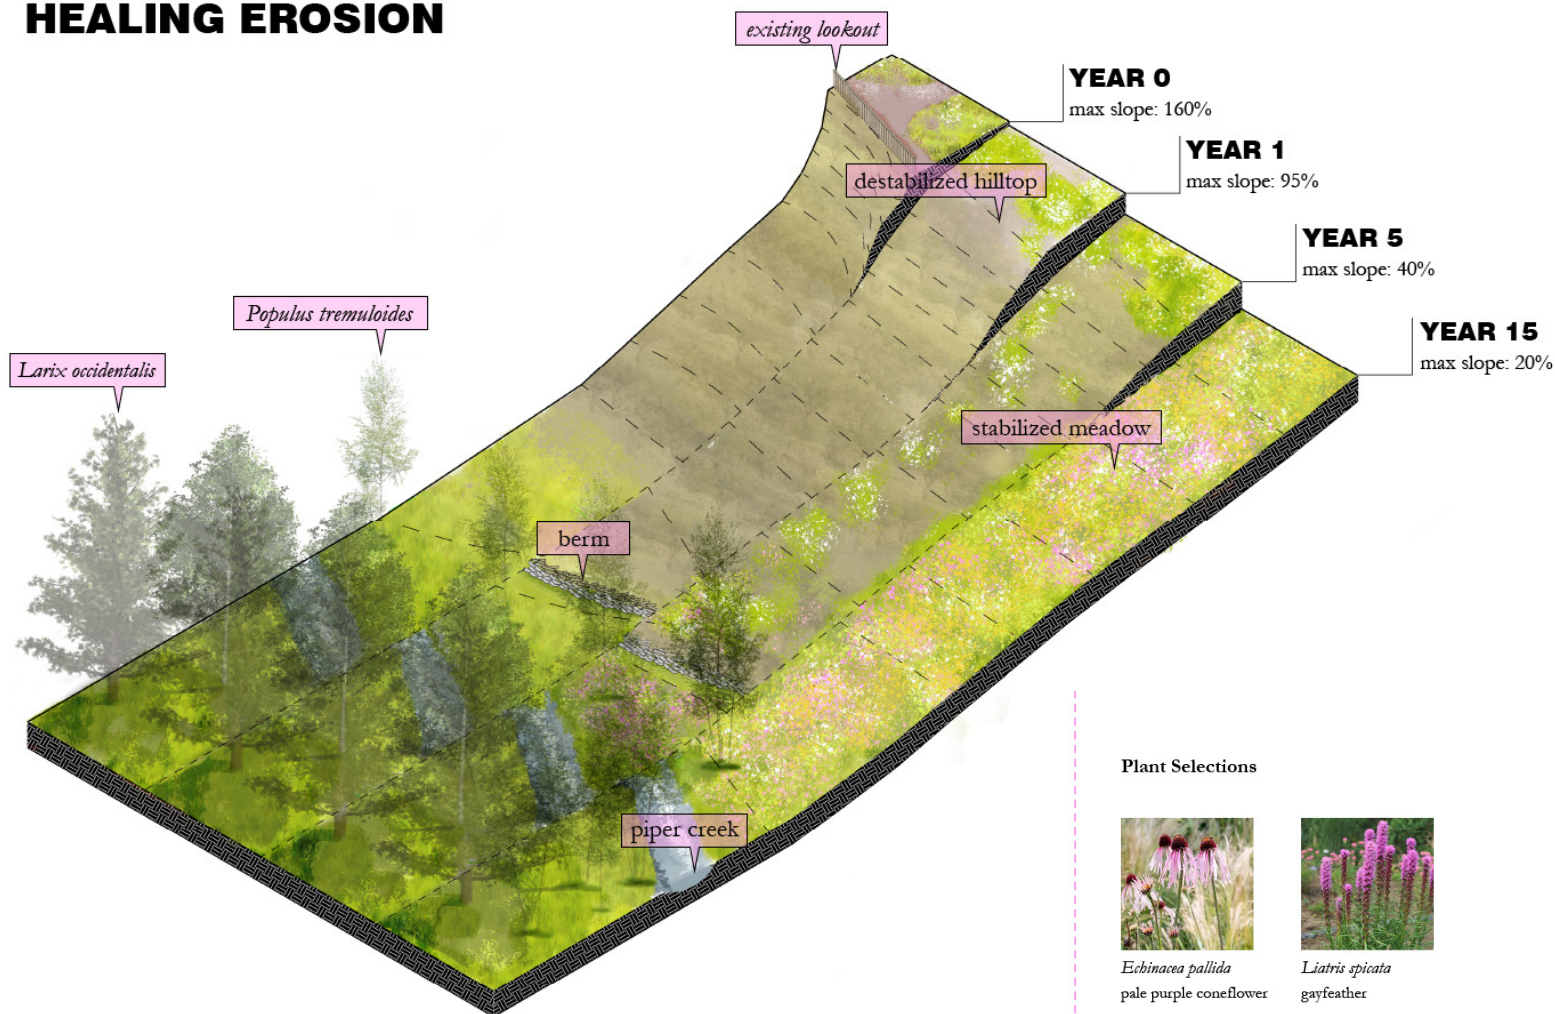 HEALING EROSION
existing lookout
YEAR 0
max slope: 160%
YEAR 1
max slope: 95%
destabilized hilltop
YEAR 5
max slope: 40%
Populus tremuloides
YEAR 15
max slope: 20%
Larix occidentalis
stabilized meadow
berm
piper creek
Plant Selections
Echinacea pallida
pale purple coneflower
Liatris spicata
gayfeather